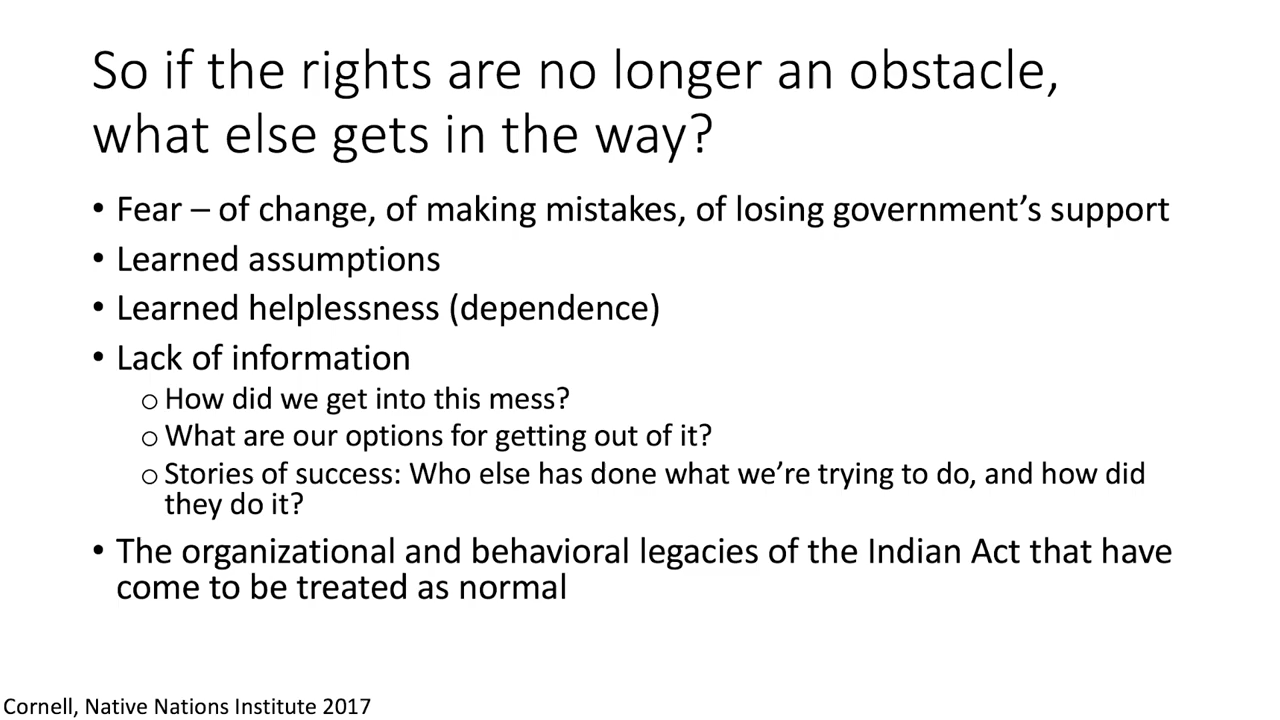 So if the rights are no longer an obstacle,
what else gets in the way?
• Fear – of change, of making mistakes, of losing government’s support
• Learned assumptions
• Learned helplessness (dependence)
• Lack of information
o How did we get into this mess?
o What are our options for getting out of it?
o Stories of success: Who else has done what we’re trying to do, and how did
they do it?
• The organizational and behavioral legacies of the Indian Act that have
come to be treated as normal
Cornell, Native Nations Institute 2017